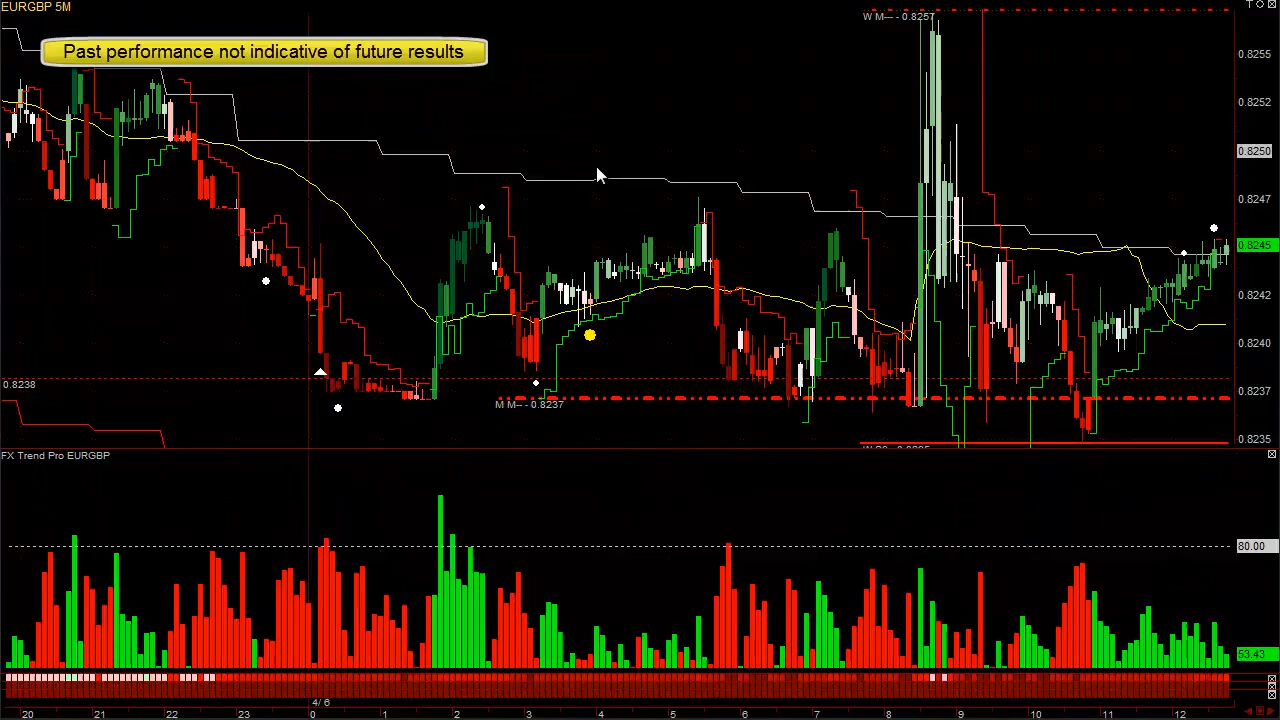 EURGBP 5M
W M--- - 0.8257
Past performance not indicative of future results
0.8255
0.8252
0.8250
0.8247
0.8245
0.8242
0.8240
0.8238
0.8237
M M-- - 0.8237
0.8235
FX Trend Pro EURGBP
80.00
53.43
4/ 6
20 21 22 23 0 1 2 3 4 5 6 7 8 9 10 11 12